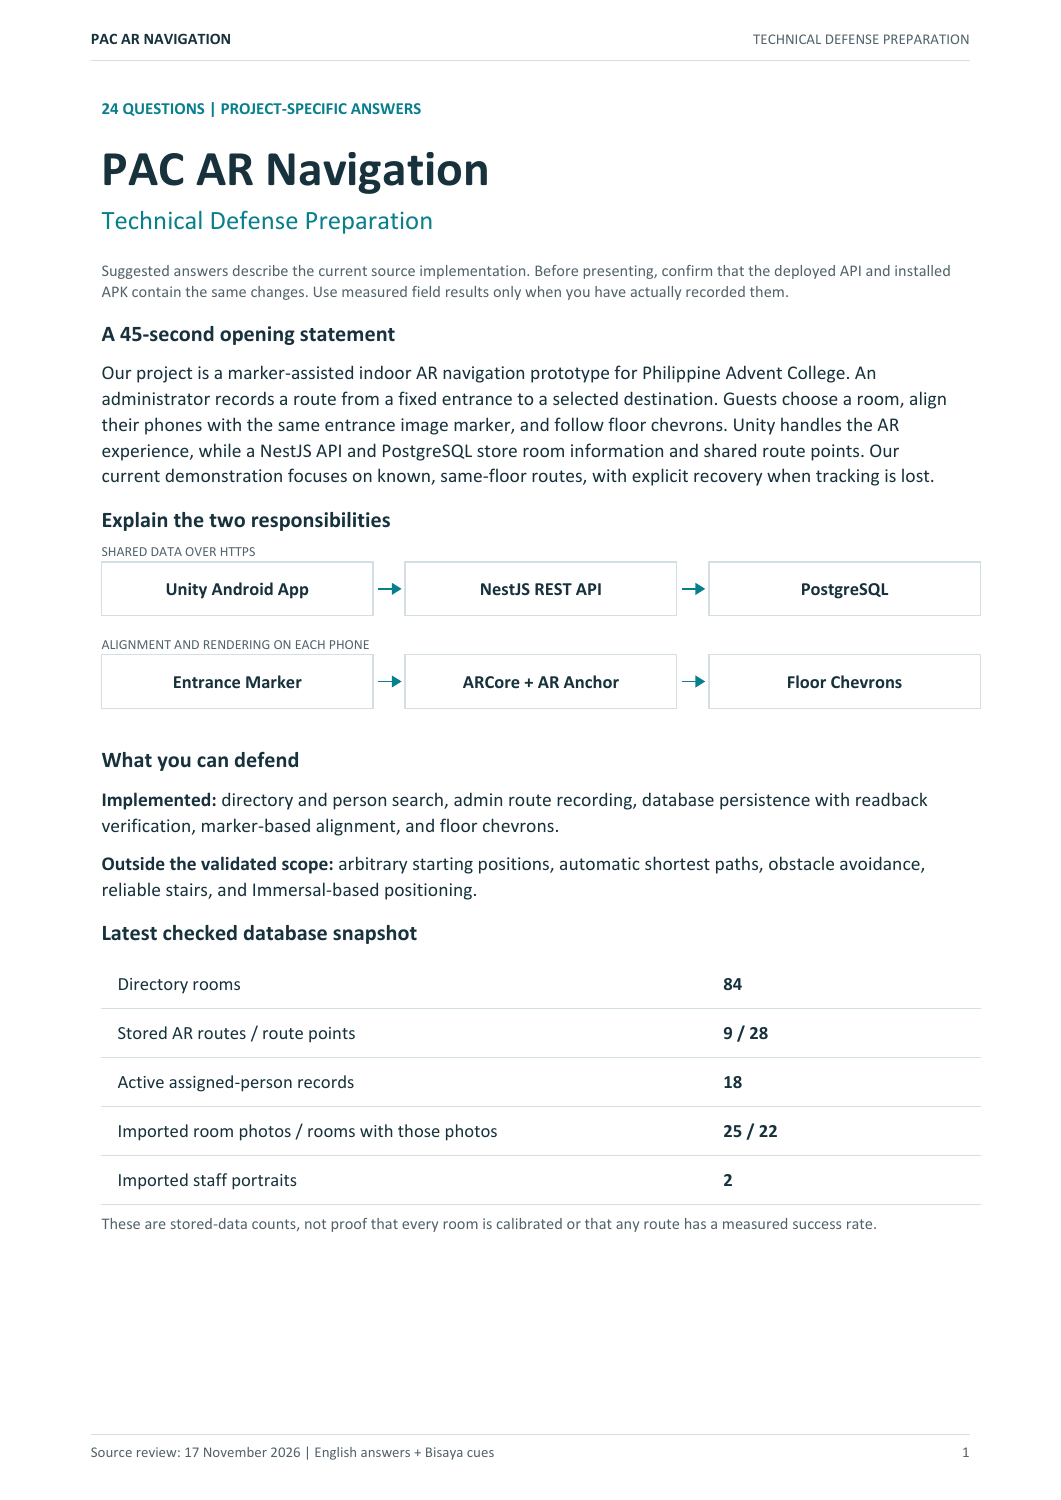 PAC AR NAVIGATION
TECHNICAL DEFENSE PREPARATION
24 QUESTIONS | PROJECT-SPECIFIC ANSWERS
PAC AR Navigation
Technical Defense Preparation
Suggested answers describe the current source implementation. Before presenting, confirm that the deployed API and installed
APK contain the same changes. Use measured field results only when you have actually recorded them.
A 45-second opening statement
Our project is a marker-assisted indoor AR navigation prototype for Philippine Advent College. An
administrator records a route from a fixed entrance to a selected destination. Guests choose a room, align
their phones with the same entrance image marker, and follow floor chevrons. Unity handles the AR
experience, while a NestJS API and PostgreSQL store room information and shared route points. Our
current demonstration focuses on known, same-floor routes, with explicit recovery when tracking is lost.
Explain the two responsibilities
SHARED DATA OVER HTTPS
Unity Android App
NestJS REST API
PostgreSQL
ALIGNMENT AND RENDERING ON EACH PHONE
Entrance Marker
ARCore + AR Anchor
Floor Chevrons
What you can defend
Implemented: directory and person search, admin route recording, database persistence with readback
verification, marker-based alignment, and floor chevrons.
Outside the validated scope: arbitrary starting positions, automatic shortest paths, obstacle avoidance,
reliable stairs, and Immersal-based positioning.
Latest checked database snapshot
Directory rooms 84
Stored AR routes / route points 9 / 28
Active assigned-person records 18
Imported room photos / rooms with those photos 25 / 22
Imported staff portraits 2
These are stored-data counts, not proof that every room is calibrated or that any route has a measured success rate.
Source review: 17 November 2026 | English answers + Bisaya cues
1